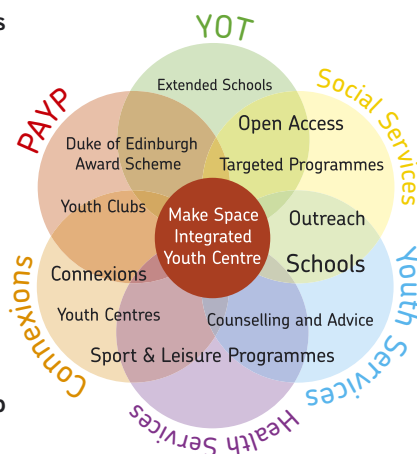 s
YOT
Extended Schools
PAYP
Social Services
Open Access
Duke of Edinburgh
Award Scheme
Targeted Programmes
Youth Clubs
Make Space
Integrated
Youth Centre
Outreach
Schools
Connexions
Connexions
Youth Services
Youth Centres
Counselling and Advice
Sport & Leisure Programmes
Health Services